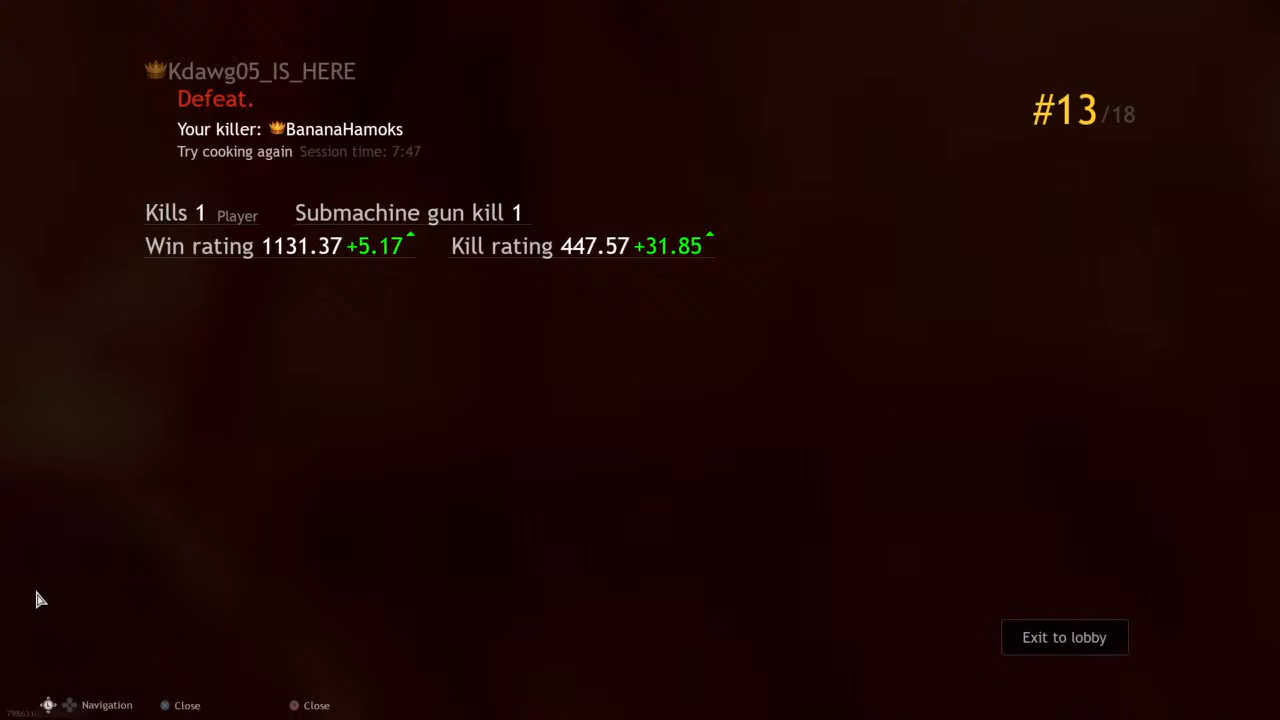 Kdawg05_IS_HERE
Defeat.
#13/18
Your killer: BananaHamoks
Try cooking again Session time: 7:47
Kills 1 Player Submachine gun kill 1
Win rating 1131.37 +5.17 Kill rating 447.57 +31.85
Exit to lobby
Navigation Close Close